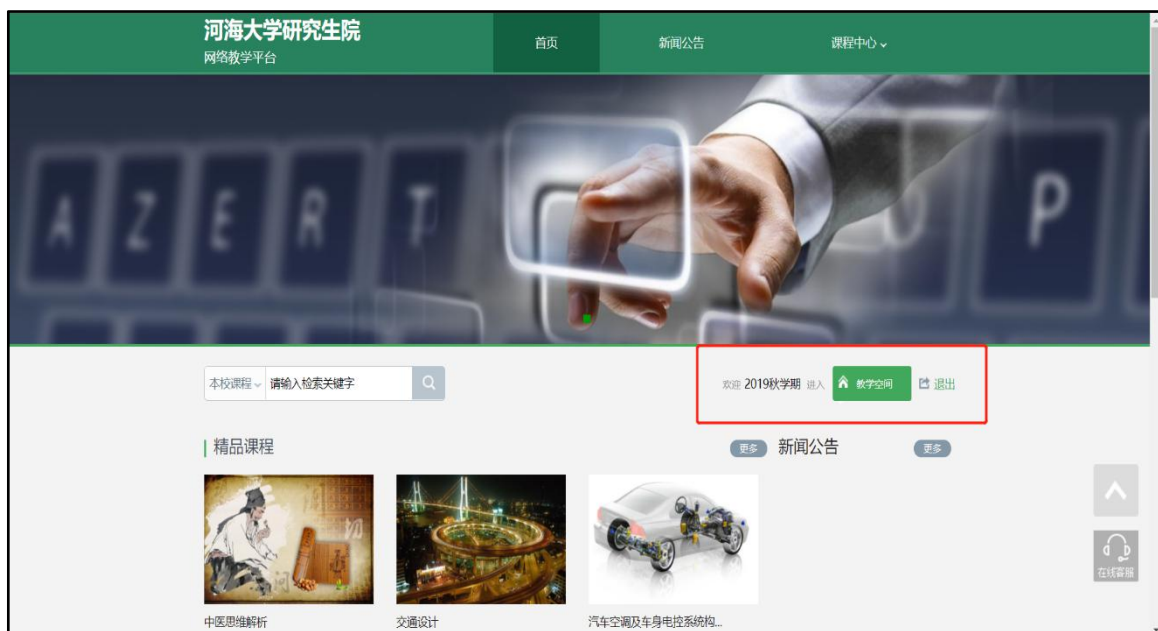 河海大学研究生院
网络教学平台
首页
新闻公告
课程中心
A Z E R T U P
本校课程 请输入检索关键字
欢迎 2019秋学期 进入 教学空间 退出
精品课程
更多
新闻公告
更多
中医思维解析
交通设计
汽车空调及车身电控系统构...
在线客服